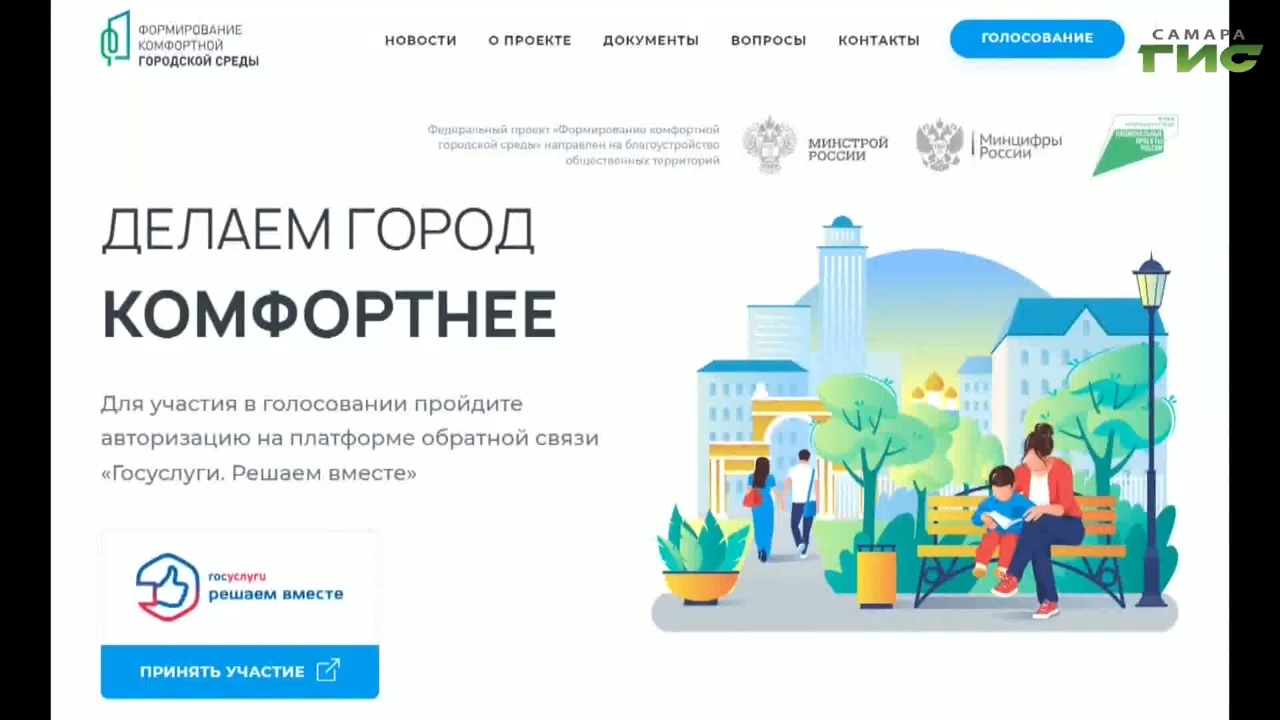 ФОРМИРОВАНИЕ
КОМФОРТНОЙ
ГОРОДСКОЙ СРЕДЫ
НОВОСТИ
О ПРОЕКТЕ
ДОКУМЕНТЫ
ВОПРОСЫ
КОНТАКТЫ
ГОЛОСОВАНИЕ
САМАРА
ГИС
Федеральный проект «Формирование комфортной
городской среды» направлен на благоустройство
общественных территорий
МИНСТРОЙ
РОССИИ
Минцифры
России
НАЦИОНАЛЬНЫЕ
ПРОЕКТЫ
РОССИИ
ДЕЛАЕМ ГОРОД
КОМФОРТНЕЕ
Для участия в голосовании пройдите
авторизацию на платформе обратной связи
«Госуслуги. Решаем вместе»
госуслуги
решаем вместе
ПРИНЯТЬ УЧАСТИЕ